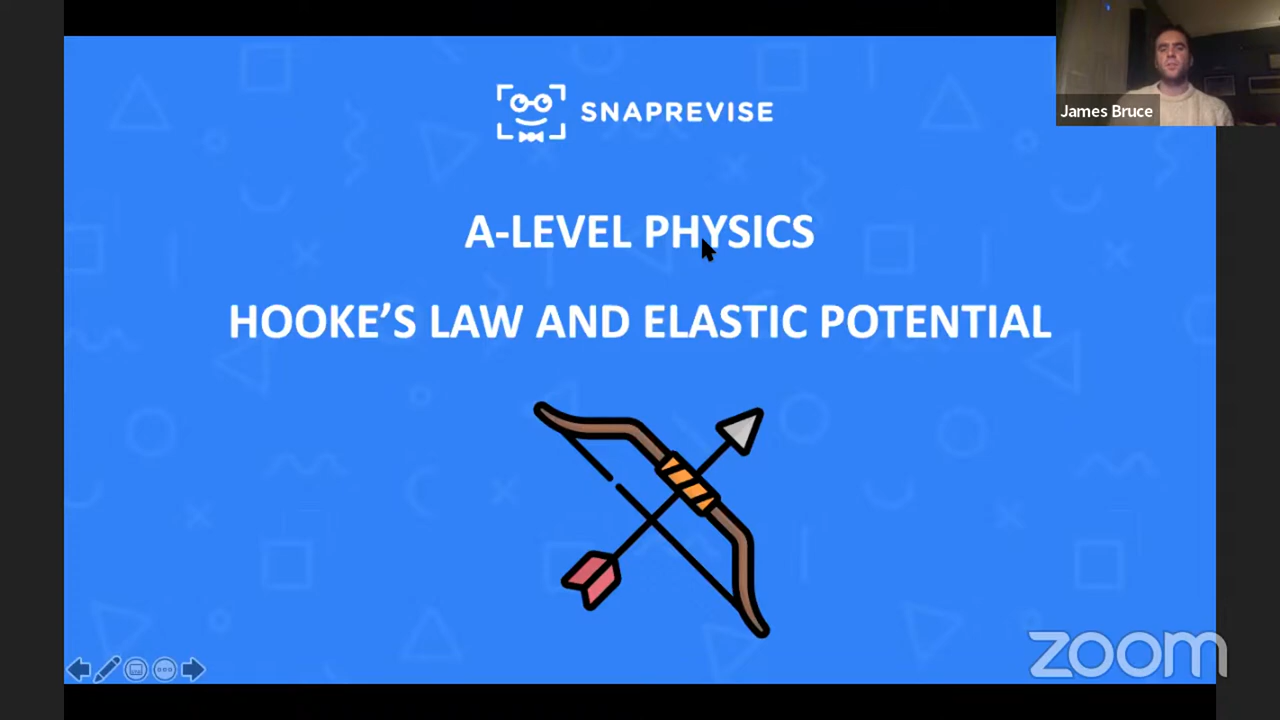 SNAPREVISE
James Bruce
A-LEVEL PHYSICS
HOOKE’S LAW AND ELASTIC POTENTIAL
zoom